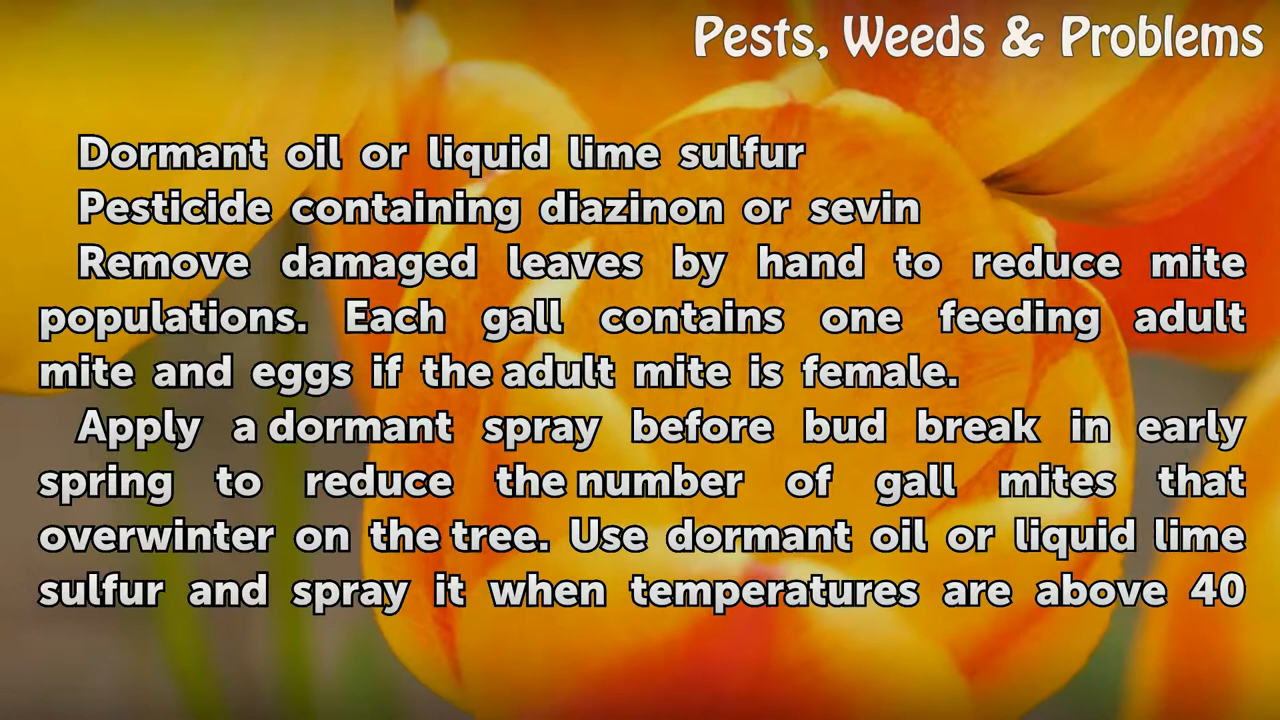 Pests, Weeds & Problems
Dormant oil or liquid lime sulfur
Pesticide containing diazinon or sevin
Remove damaged leaves by hand to reduce mite
populations. Each gall contains one feeding adult
mite and eggs if the adult mite is female.
Apply a dormant spray before bud break in early
spring to reduce the number of gall mites that
overwinter on the tree. Use dormant oil or liquid lime
sulfur and spray it when temperatures are above 40